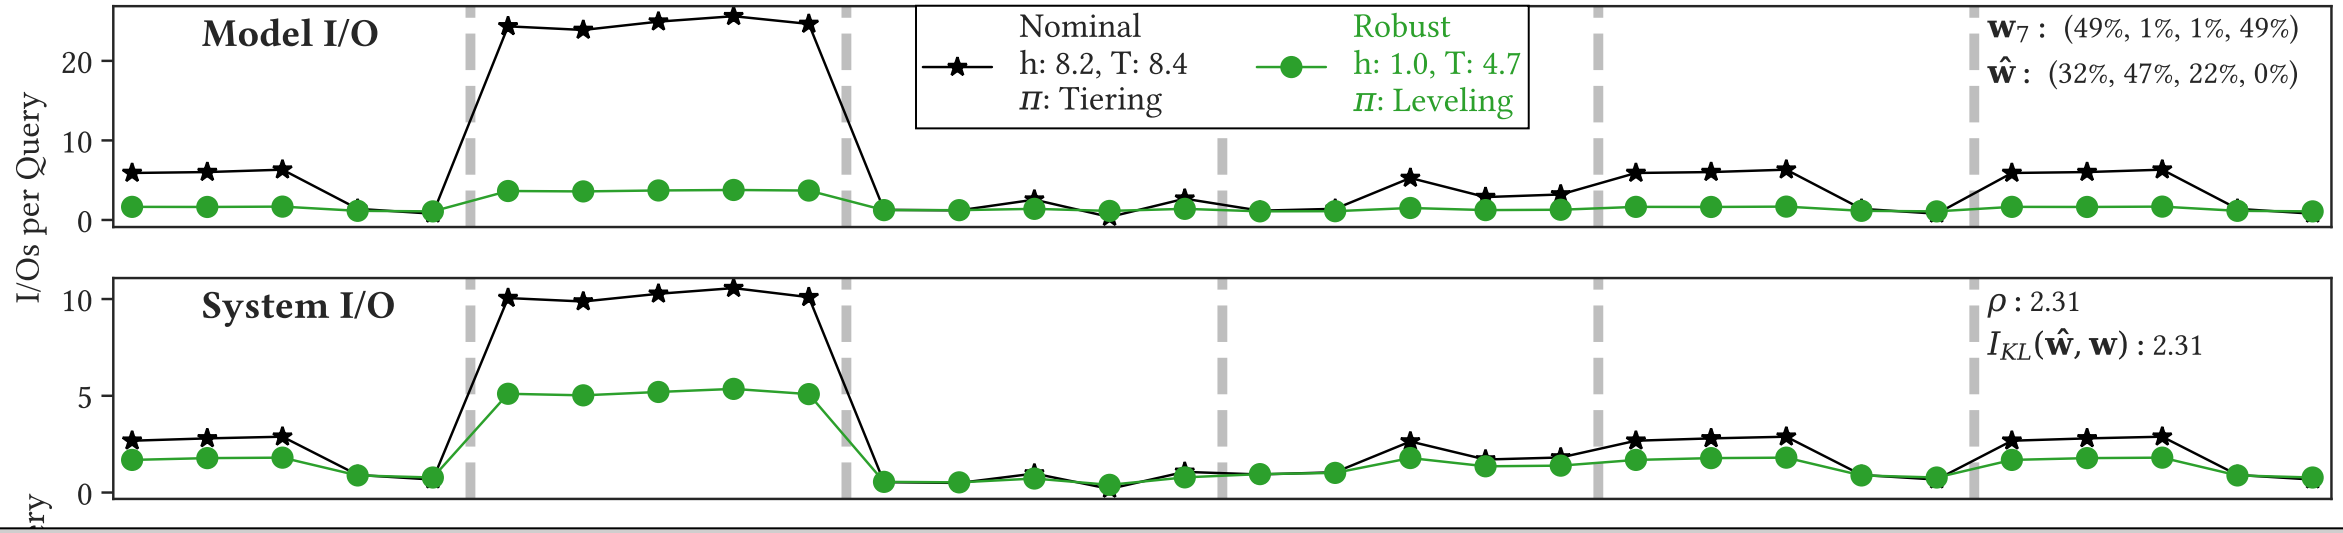 Model I/O
20
10
0
I/Os per Query
Nominal
h: 8.2, T: 8.4
π: Tiering
Robust
h: 1.0, T: 4.7
π: Leveling
w7 : (49%, 1%, 1%, 49%)
ŵ : (32%, 47%, 22%, 0%)
System I/O
10
5
0
ρ : 2.31
IKL(ŵ, w) : 2.31
ery